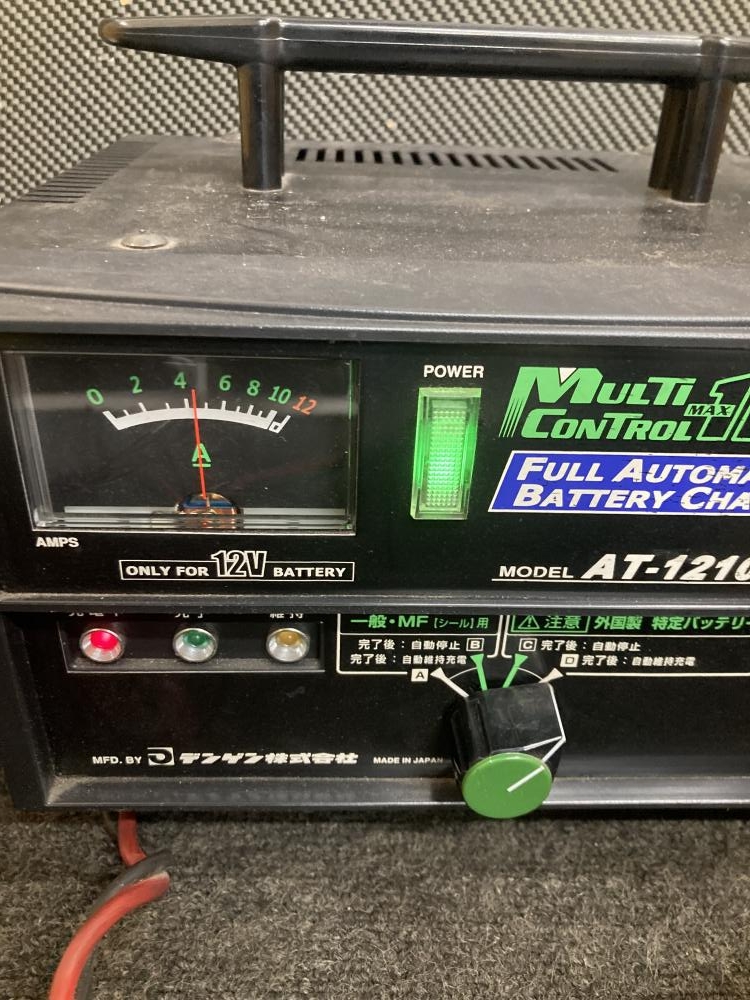 0 2 4 6 8 10 12
A
AMPS
ONLY FOR 12V BATTERY
POWER
MULTI
CONTROL MAX
FULL
BATTERY
MODEL AT-1210
一般・MF [シール]用
完了後：自動停止 B
完了後：自動維持充電
A
注意 外国製 特定バッテリー
C 完了後：自動停止
D 完了後：自動維持充電
MFD. BY デンゲン株式会社
MADE IN JAPAN